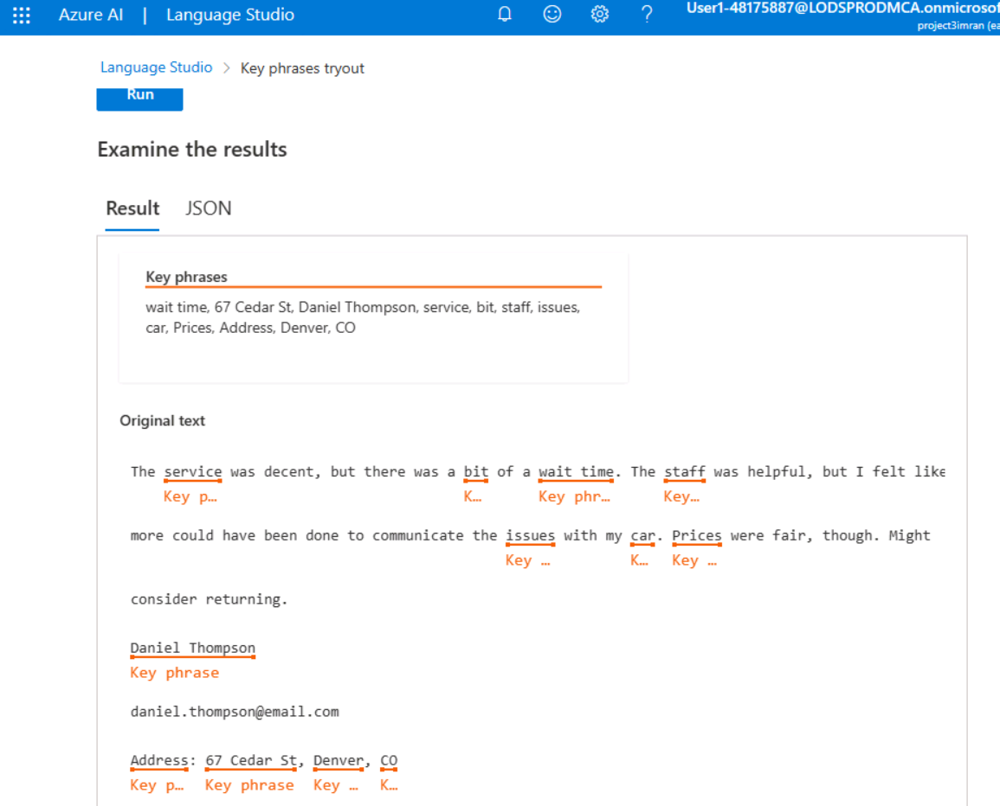 Azure AI | Language Studio
User1-48175887@LODSPRODMCA.onmicrosof
project3imran (ea
Language Studio > Key phrases tryout
Run
Examine the results
Result JSON
Key phrases
wait time, 67 Cedar St, Daniel Thompson, service, bit, staff, issues,
car, Prices, Address, Denver, CO
Original text
The service was decent, but there was a bit of a wait time. The staff was helpful, but I felt like
Key p… K… Key phr… Key…
more could have been done to communicate the issues with my car. Prices were fair, though. Might
Key … K… Key …
consider returning.
Daniel Thompson
Key phrase
daniel.thompson@email.com
Address: 67 Cedar St, Denver, CO
Key p… Key phrase Key … K…